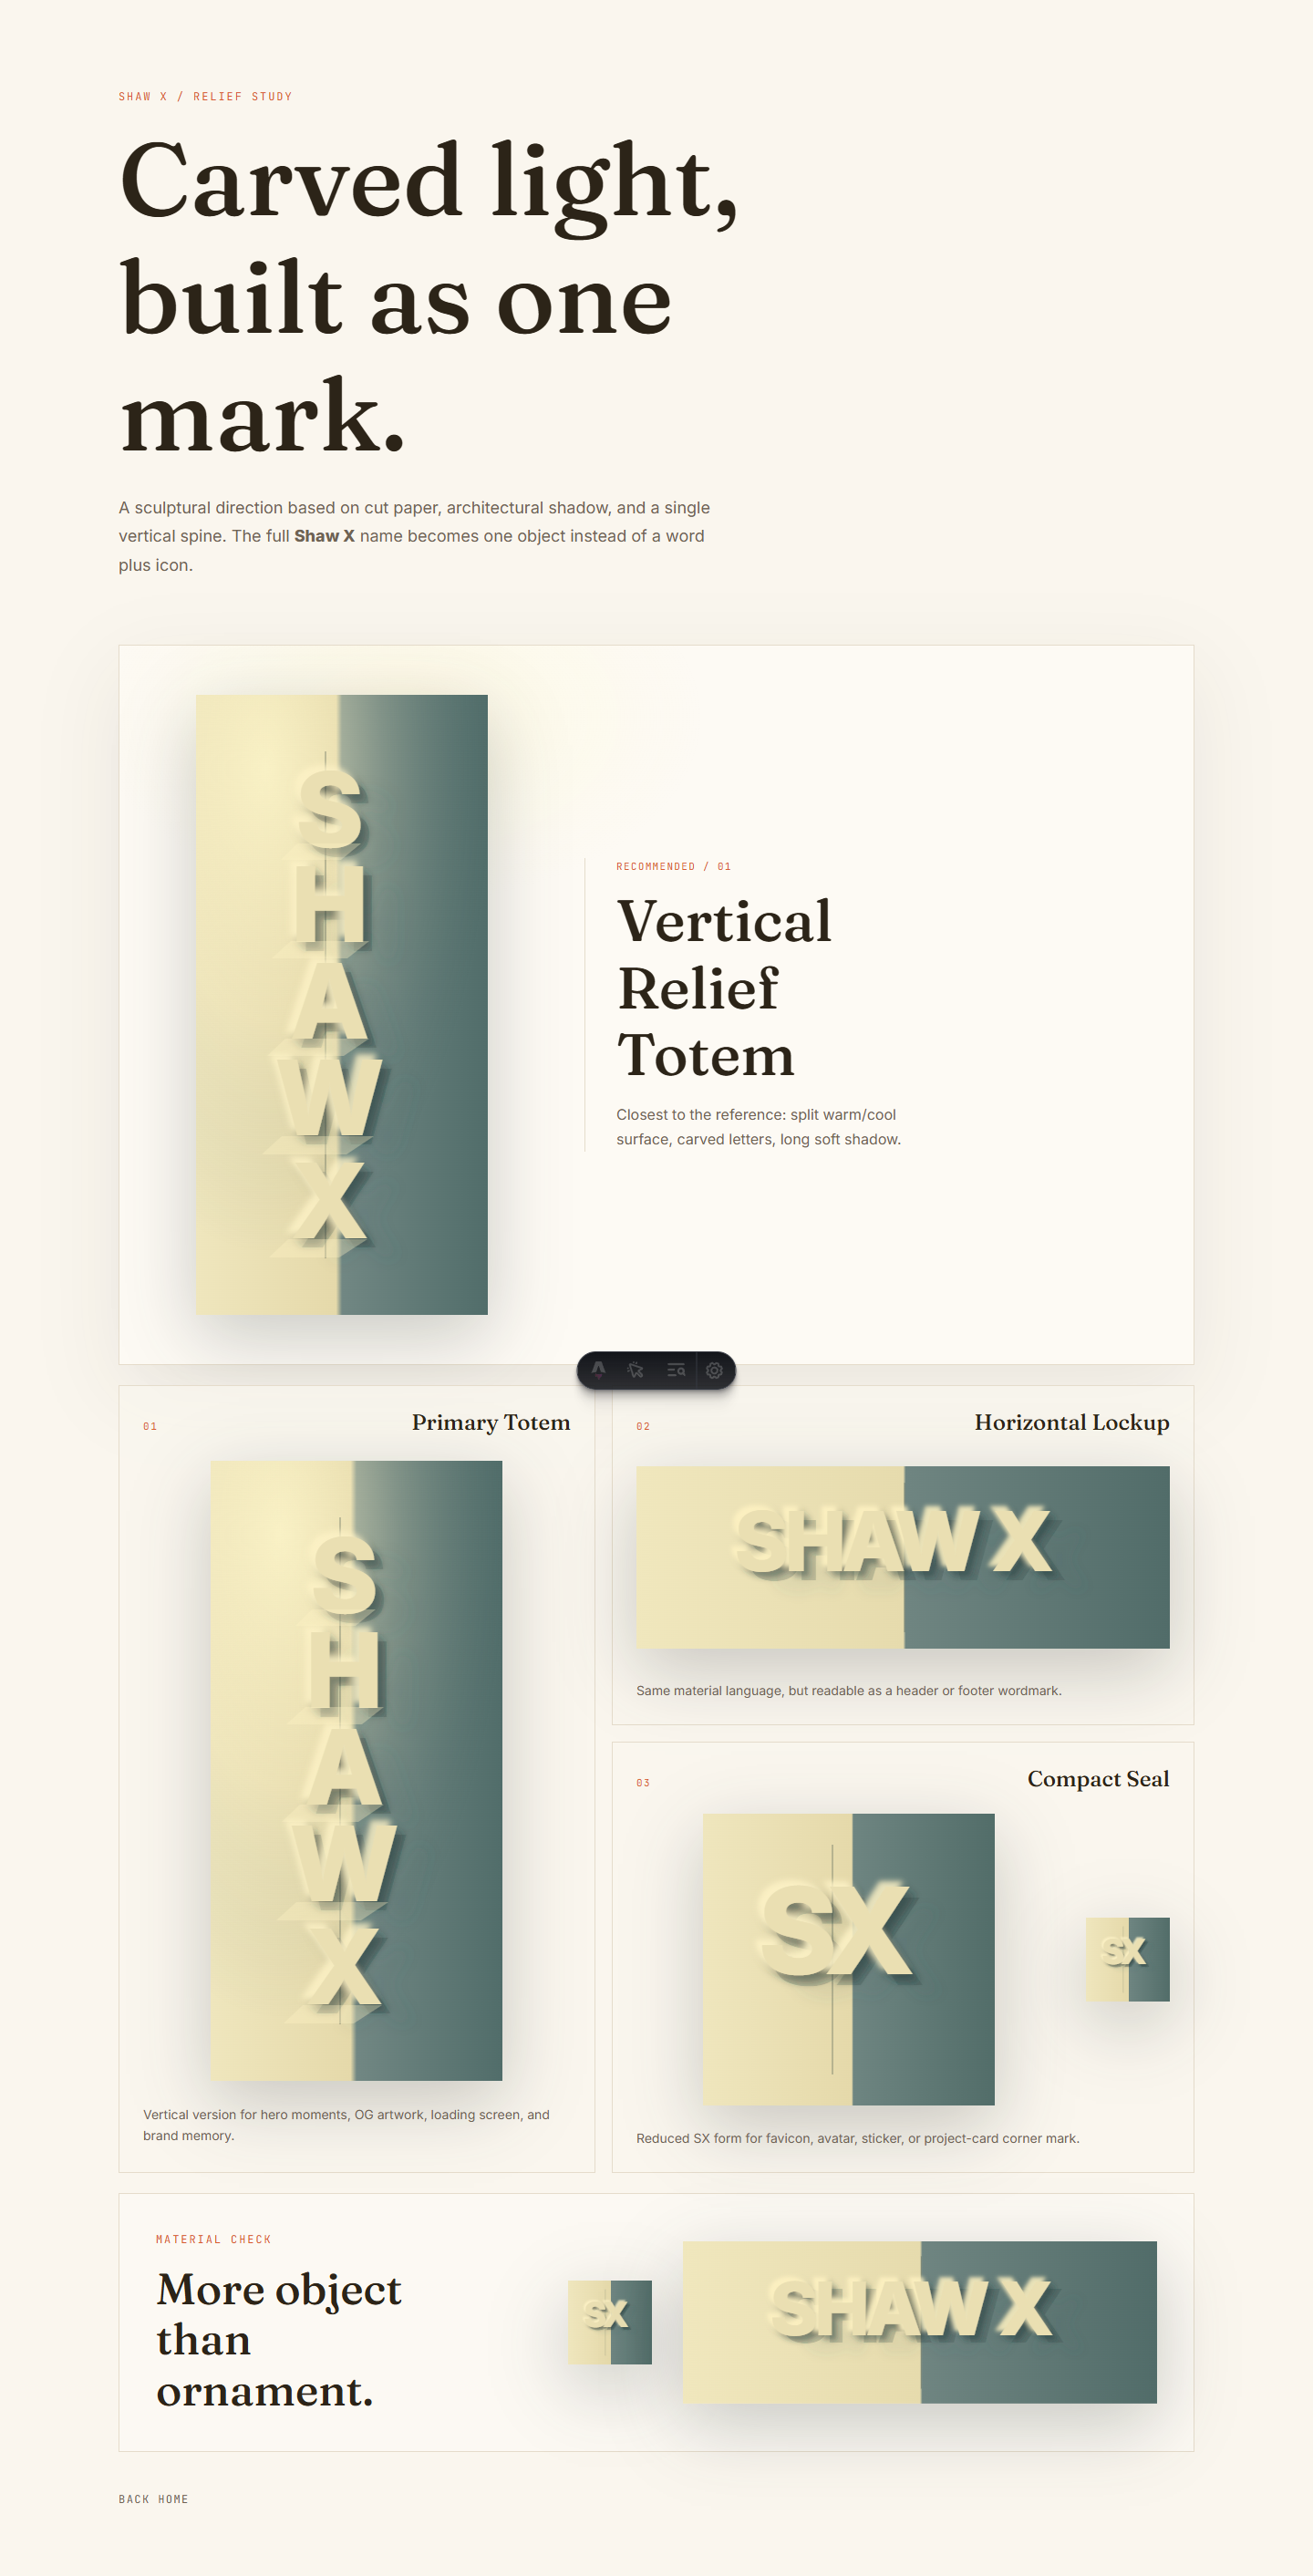 SHAW X / RELIEF STUDY
Carved light,
built as one
mark.
A sculptural direction based on cut paper, architectural shadow, and a single
vertical spine. The full Shaw X name becomes one object instead of a word
plus icon.
S
H
A
W
X
RECOMMENDED / 01
Vertical
Relief
Totem
Closest to the reference: split warm/cool
surface, carved letters, long soft shadow.
01
Primary Totem
S
H
A
W
X
Vertical version for hero moments, OG artwork, loading screen, and
brand memory.
02
Horizontal Lockup
SHAW X
Same material language, but readable as a header or footer wordmark.
03
Compact Seal
SX
SX
Reduced SX form for favicon, avatar, sticker, or project-card corner mark.
MATERIAL CHECK
More object
than
ornament.
SX
SHAW X
BACK HOME